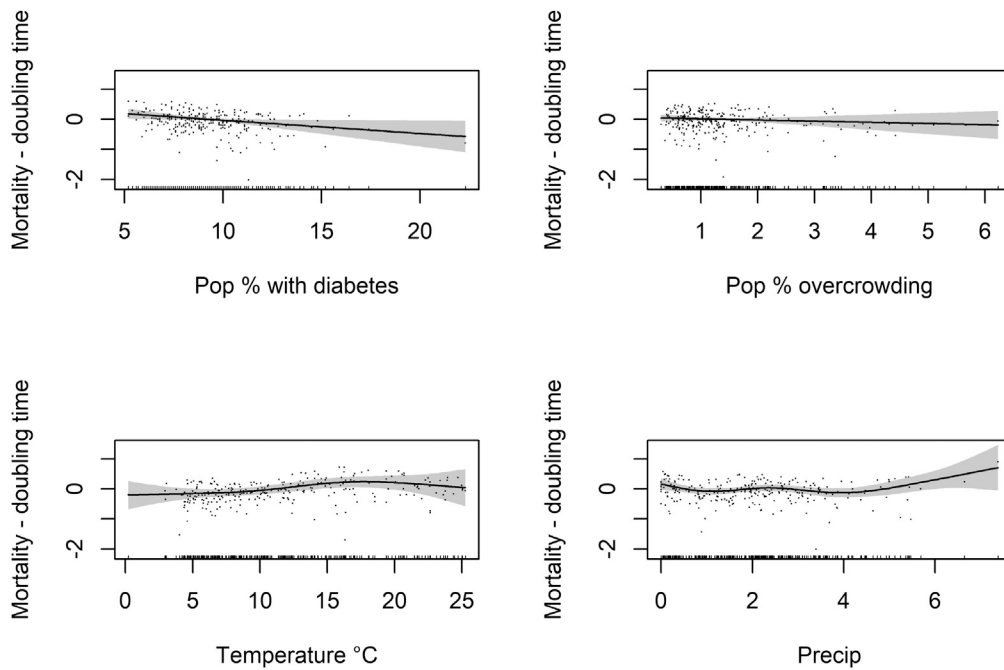 Mortality - doubling time
0
-2
5 10 15 20
Pop % with diabetes
Mortality - doubling time
0
-2
1 2 3 4 5 6
Pop % overcrowding
Mortality - doubling time
0
-2
0 5 10 15 20 25
Temperature °C
Mortality - doubling time
0
-2
0 2 4 6
Precip